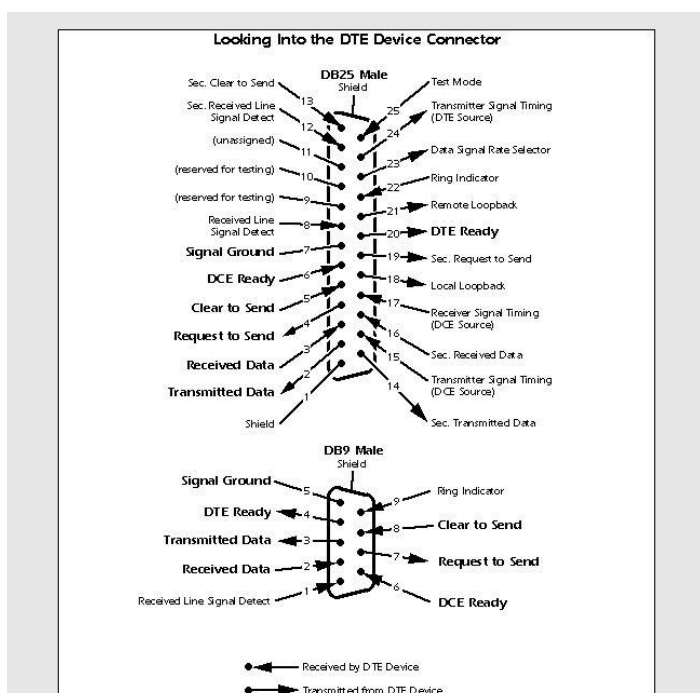 Looking Into the DTE Device Connector
DB25 Male
Shield
Sec. Clear to Send
13
Sec. Received Line
Signal Detect
12
(unassigned)
11
(reserved for testing)
10
(reserved for testing)
9
Received Line
Signal Detect
8
Signal Ground
7
DCE Ready
6
Clear to Send
5
Request to Send
4
Received Data
3
Transmitted Data
2
Shield
1
25
Test Mode
24
Transmitter Signal Timing
(DTE Source)
23
Data Signal Rate Selector
22
Ring Indicator
21
Remote Loopback
20
DTE Ready
19
Sec. Request to Send
18
Local Loopback
17
Receiver Signal Timing
(DCE Source)
16
Sec. Received Data
15
Transmitter Signal Timing
(DCE Source)
14
Sec. Transmitted Data
DB9 Male
Shield
Signal Ground
5
DTE Ready
4
Transmitted Data
3
Received Data
2
Received Line Signal Detect
1
9
Ring Indicator
8
Clear to Send
7
Request to Send
6
DCE Ready
Received by DTE Device
Transmitted from DTE Device